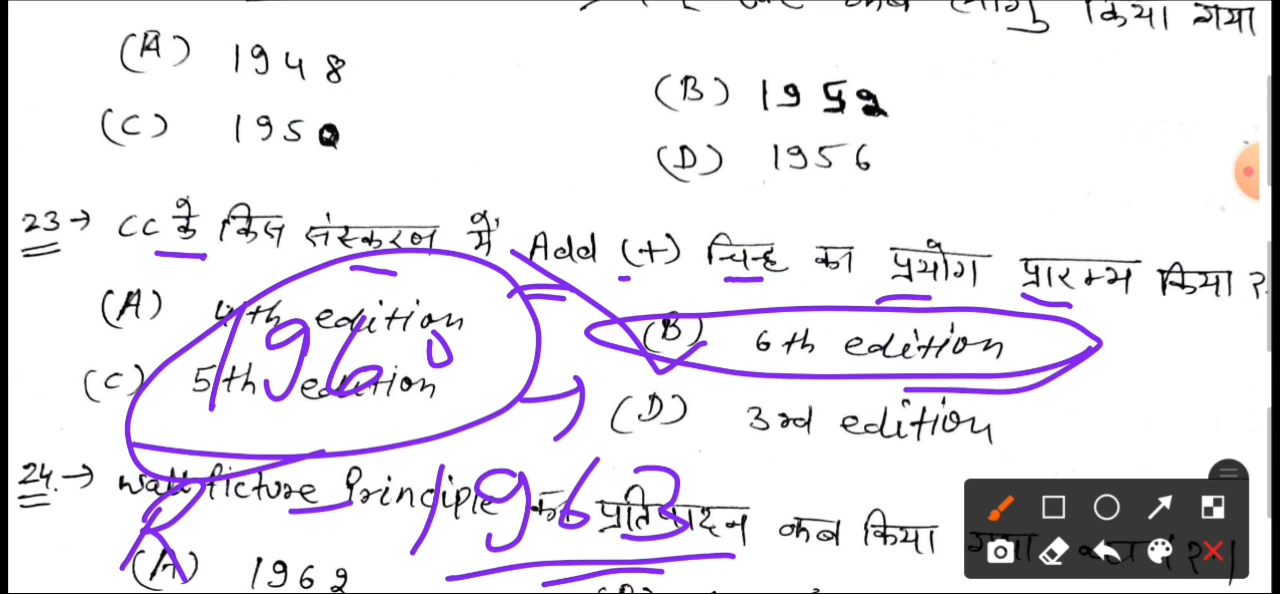 कब लागु किया गया
(A) 1948
(B) 1952
(C) 1950
(D) 1956
23→ CC के किस संस्करण में Add (+) चिन्ह का प्रयोग प्रारम्भ किया ?
(A) 4th edition
(B) 6th edition
(C) 5th edition
(D) 3rd edition
1960
24.→ Wall Picture Principle का प्रतिपादन कब किया गया
1963
(A) 1962